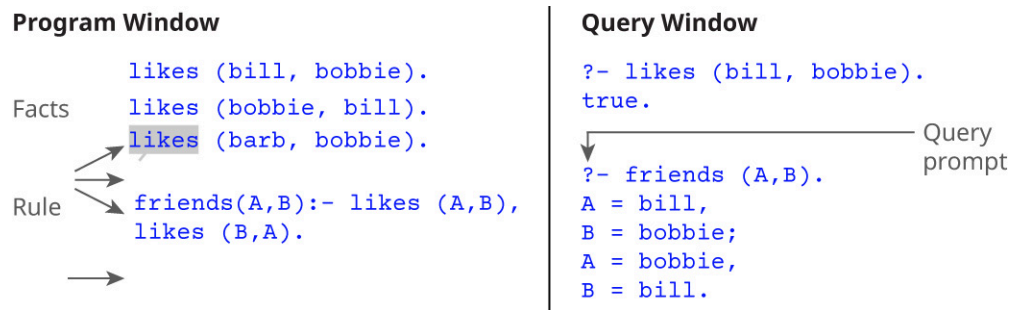 Program Window
likes (bill, bobbie).
Facts
likes (bobbie, bill).
likes (barb, bobbie).
Rule
friends(A,B):- likes (A,B),
likes (B,A).
Query Window
?- likes (bill, bobbie).
true.
Query
prompt
?- friends (A,B).
A = bill,
B = bobbie;
A = bobbie,
B = bill.